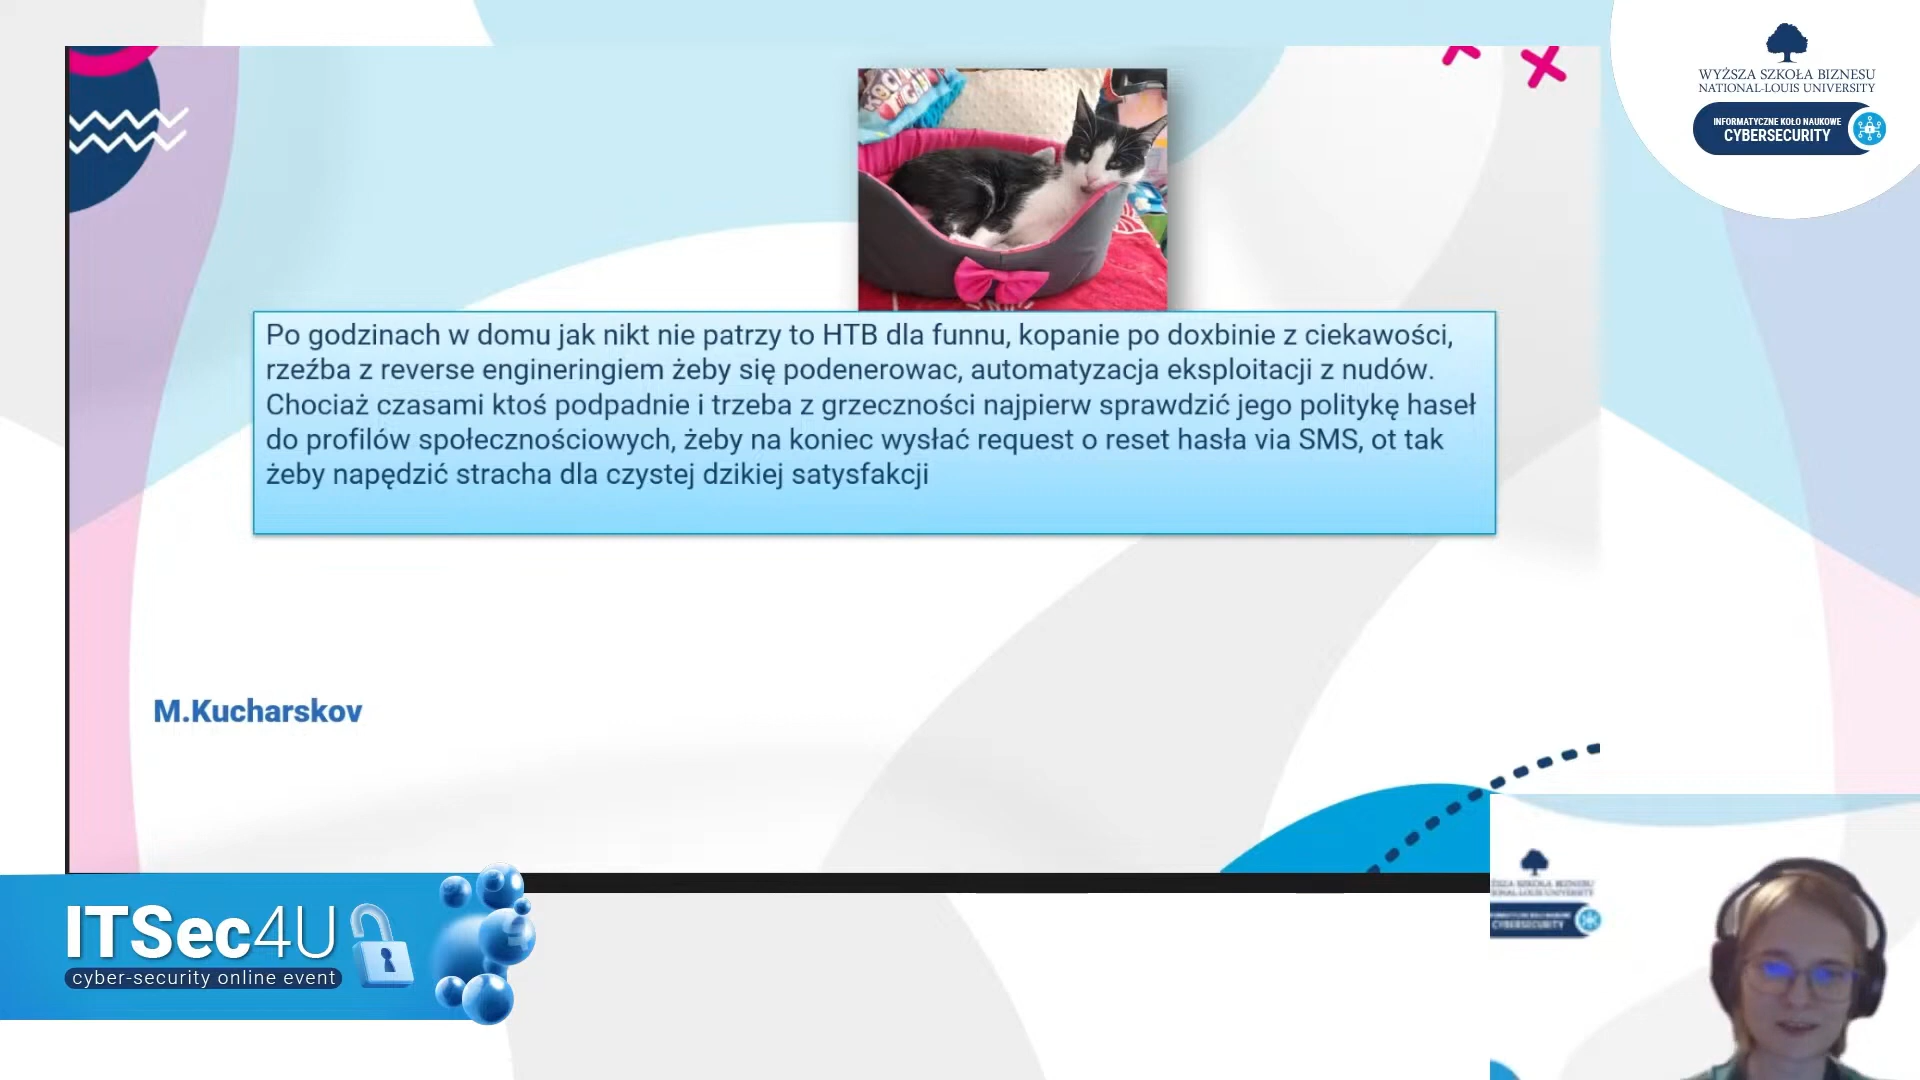 WYŻSZA SZKOŁA BIZNESU
NATIONAL-LOUIS UNIVERSITY
INFORMATYCZNE KOŁO NAUKOWE
CYBERSECURITY
Po godzinach w domu jak nikt nie patrzy to HTB dla funnu, kopanie po doxbinie z ciekawości,
rzeźba z reverse engineringiem żeby się podenerowac, automatyzacja eksploitacji z nudów.
Chociaż czasami ktoś podpadnie i trzeba z grzeczności najpierw sprawdzić jego politykę haseł
do profilów społecznościowych, żeby na koniec wysłać request o reset hasła via SMS, ot tak
żeby napędzić stracha dla czystej dzikiej satysfakcji
M.Kucharskov
ITSec4U
cyber-security online event